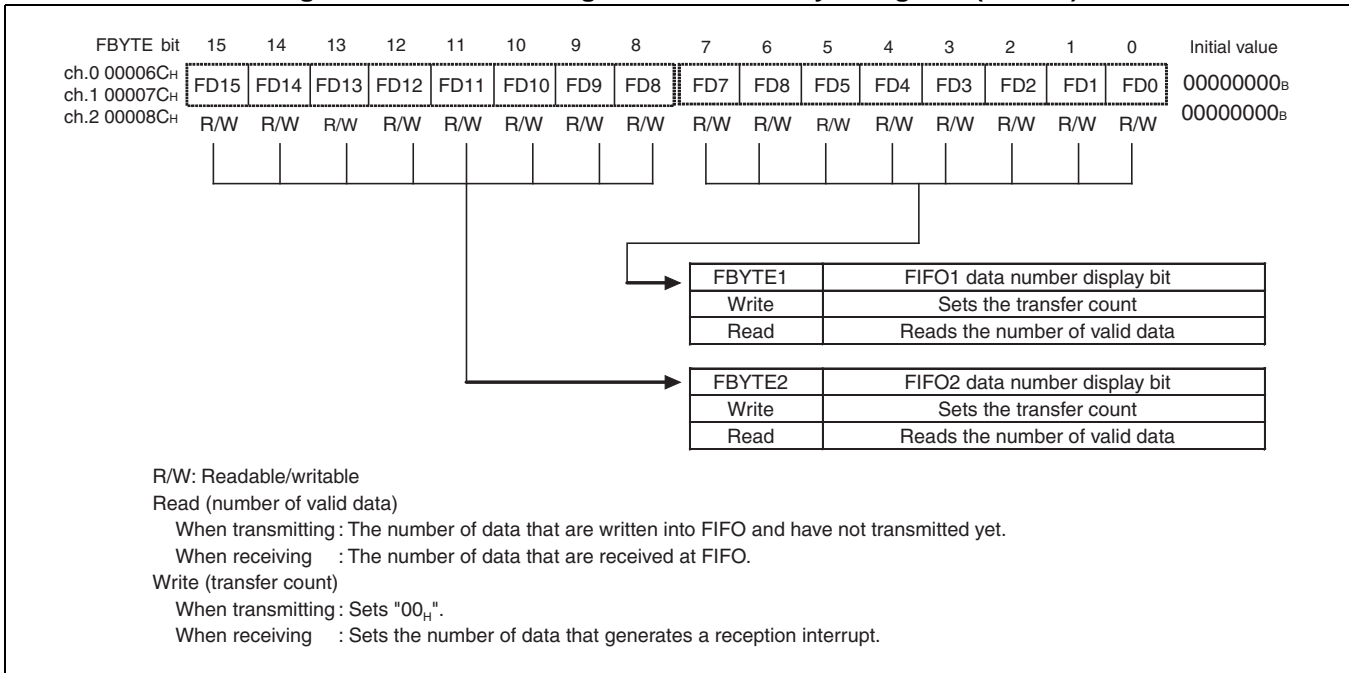 FBYTE bit 15 14 13 12 11 10 9 8 7 6 5 4 3 2 1 0 Initial value
ch.0 00006CH
ch.1 00007CH
ch.2 00008CH
FD15 FD14 FD13 FD12 FD11 FD10 FD9 FD8 FD7 FD8 FD5 FD4 FD3 FD2 FD1 FD0 00000000B
R/W R/W R/W R/W R/W R/W R/W R/W R/W R/W R/W R/W R/W R/W R/W R/W 00000000B
FBYTE1 FIFO1 data number display bit
Write Sets the transfer count
Read Reads the number of valid data
FBYTE2 FIFO2 data number display bit
Write Sets the transfer count
Read Reads the number of valid data
R/W: Readable/writable
Read (number of valid data)
When transmitting : The number of data that are written into FIFO and have not transmitted yet.
When receiving : The number of data that are received at FIFO.
Write (transfer count)
When transmitting : Sets "00H".
When receiving : Sets the number of data that generates a reception interrupt.